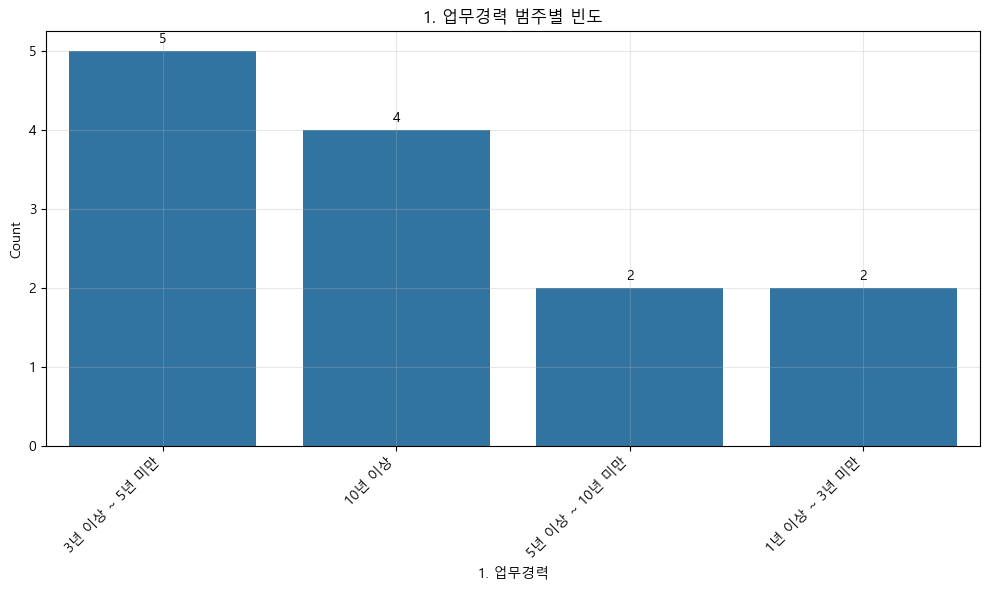 1. 업무경력 범주별 빈도
Count
5
4
3
2
1
0
5
4
2
2
3년 이상 ~ 5년 미만
10년 이상
5년 이상 ~ 10년 미만
1년 이상 ~ 3년 미만
1. 업무경력